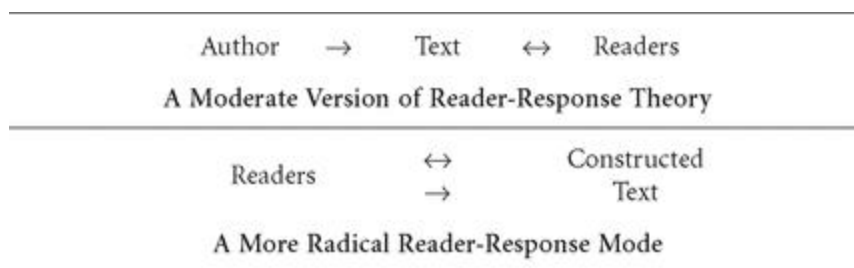 Author → Text ↔ Readers
A Moderate Version of Reader-Response Theory
Readers ↔ Constructed
→ Text
A More Radical Reader-Response Mode